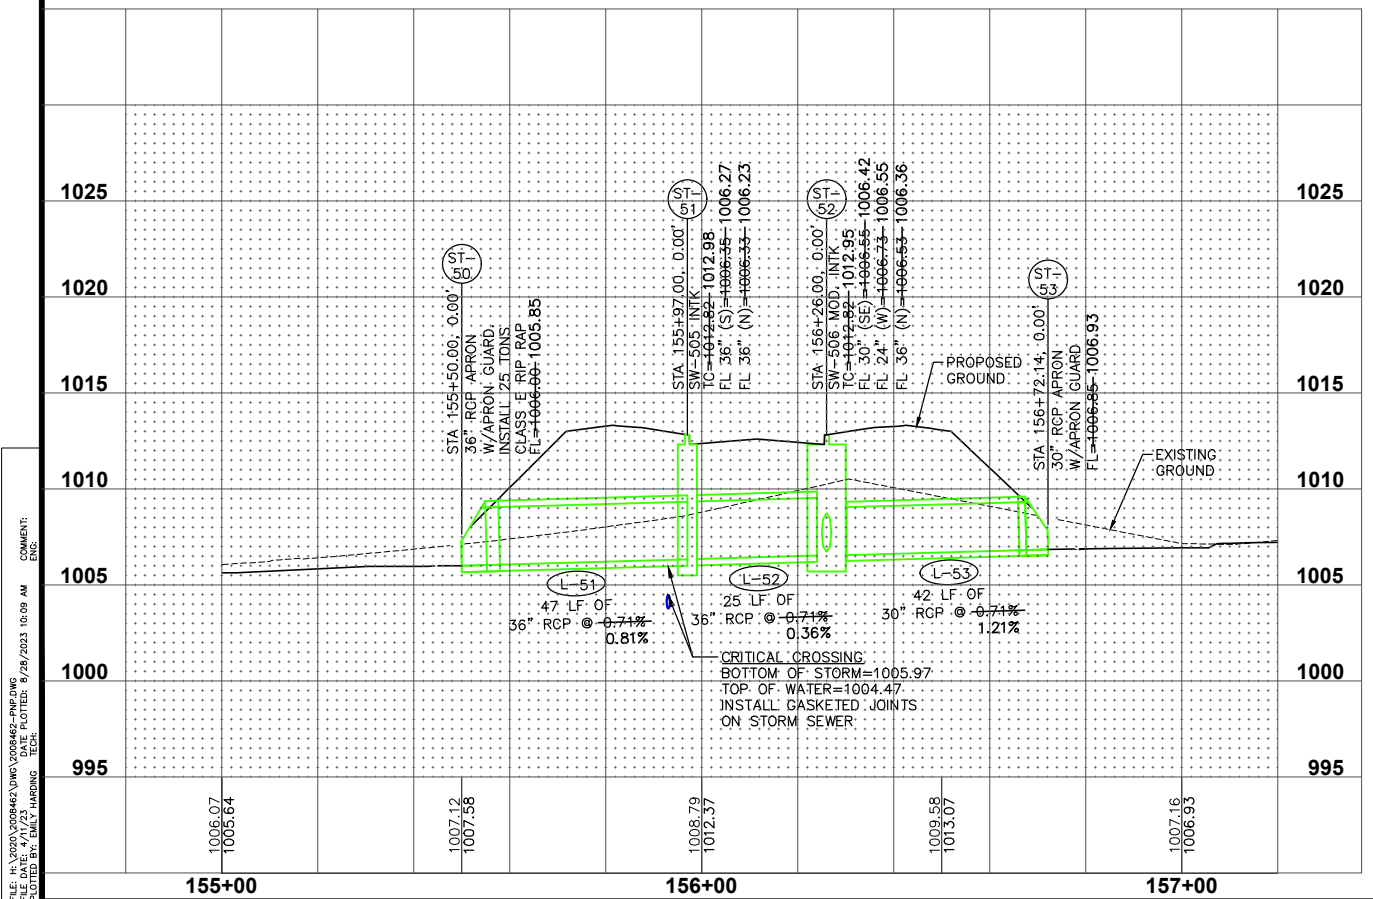 1025
1020
1015
1010
1005
1000
995
1025
1020
1015
1010
1005
1000
995
ST-
50
STA 155+50.00, 0.00'
36" RCP APRON
W/APRON GUARD.
INSTALL 25 TONS
CLASS E RIP RAP
FL=1006.00 1005.85
ST-
51
STA 155+97.00, 0.00'
SW-505 INTK
TC=1012.82 1012.98
FL 36" (S)=1006.35 1006.27
FL 36" (N)=1006.33 1006.23
ST-
52
STA 156+26.00, 0.00'
SW-506 MOD. INTK
TC=1012.82 1012.95
FL 30" (SE)=1006.55 1006.42
FL 24" (W)=1006.73 1006.55
FL 36" (N)=1006.53 1006.36
ST-
53
STA 156+72.14, 0.00'
30" RCP APRON
W/APRON GUARD
FL=1006.85 1006.93
PROPOSED
GROUND
EXISTING
GROUND
L-51
47 LF OF
36" RCP @ 0.71%
0.81%
L-52
25 LF OF
36" RCP @ 0.71%
0.36%
L-53
42 LF OF
30" RCP @ 0.71%
1.21%
CRITICAL CROSSING
BOTTOM OF STORM=1005.97
TOP OF WATER=1004.47
INSTALL GASKETED JOINTS
ON STORM SEWER
1006.07
1005.64
1007.12
1007.58
1008.79
1012.37
1009.58
1013.07
1007.16
1006.93
155+00
156+00
157+00
FILE: H:\2020\2008462\DWG\2008462-PNP.DWG
FILE DATE: 4/11/23 DATE PLOTTED: 8/28/2023 10:09 AM COMMENT:
PLOTTED BY: EMILY HARDING TECH: ENG: